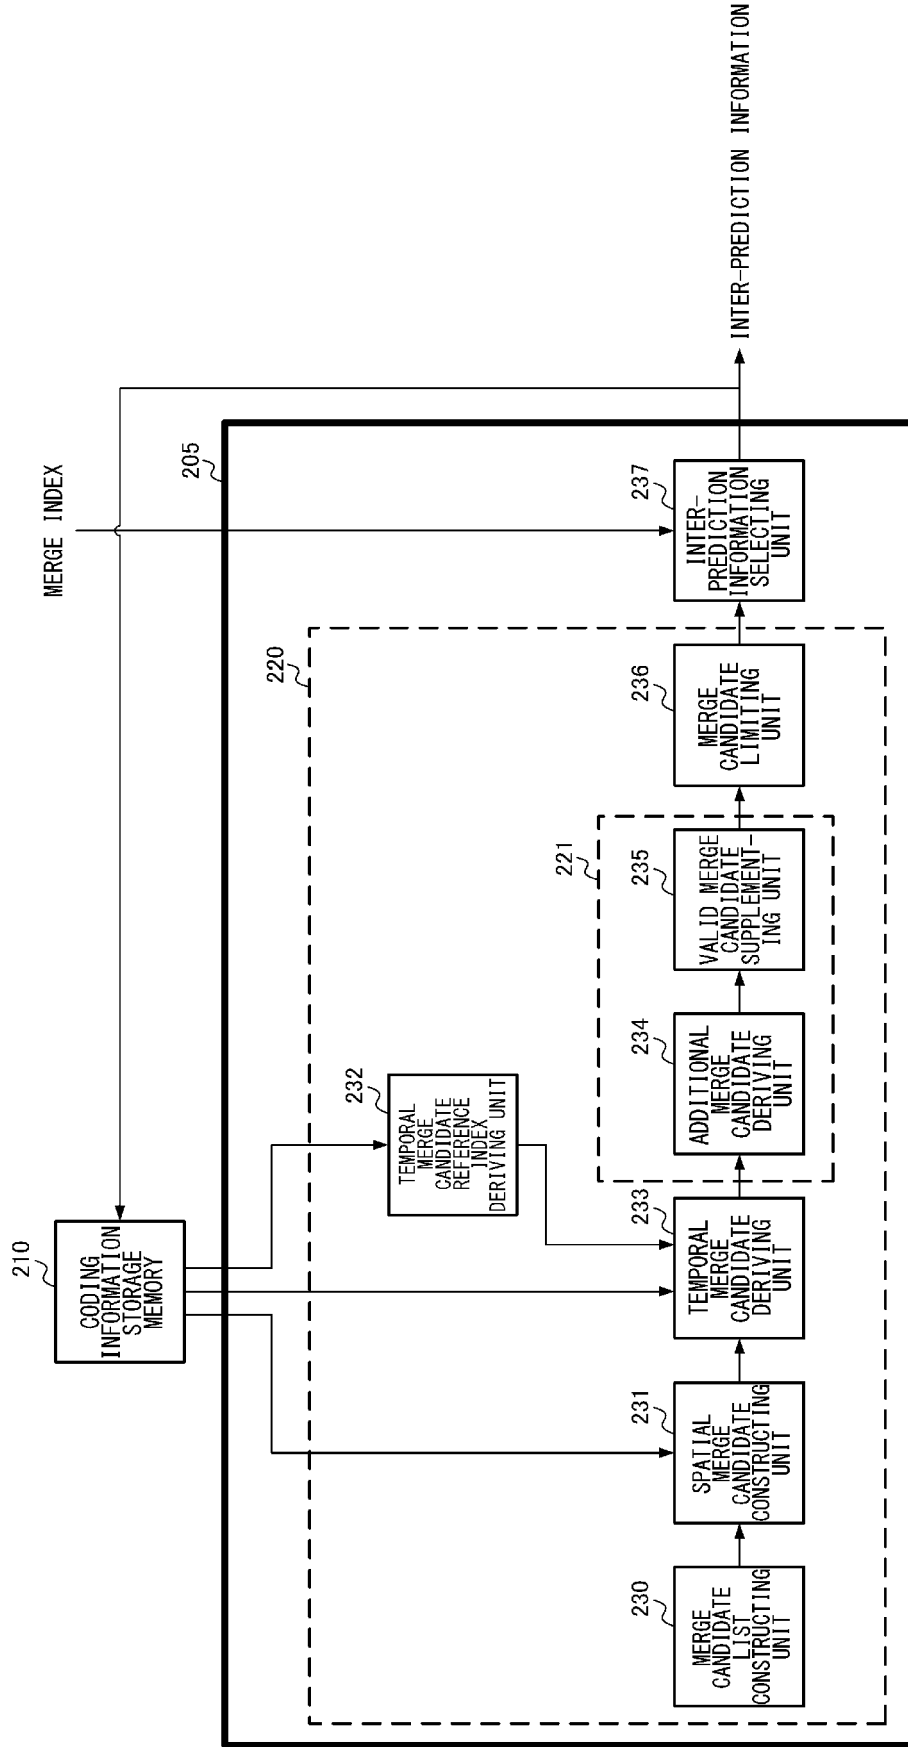 210
CODING
INFORMATION
STORAGE
MEMORY
MERGE INDEX
205
220
232
TEMPORAL
MERGE
CANDIDATE
REFERENCE
INDEX
DERIVING UNIT
221
230
MERGE
CANDIDATE
LIST
CONSTRUCTING
UNIT
231
SPATIAL
MERGE
CANDIDATE
CONSTRUCTING
UNIT
233
TEMPORAL
MERGE
CANDIDATE
DERIVING
UNIT
234
ADDITIONAL
MERGE
CANDIDATE
DERIVING
UNIT
235
VALID MERGE
CANDIDATE
SUPPLEMENT-
ING UNIT
236
MERGE
CANDIDATE
LIMITING
UNIT
237
INTER-
PREDICTION
INFORMATION
SELECTING
UNIT
INTER-PREDICTION INFORMATION